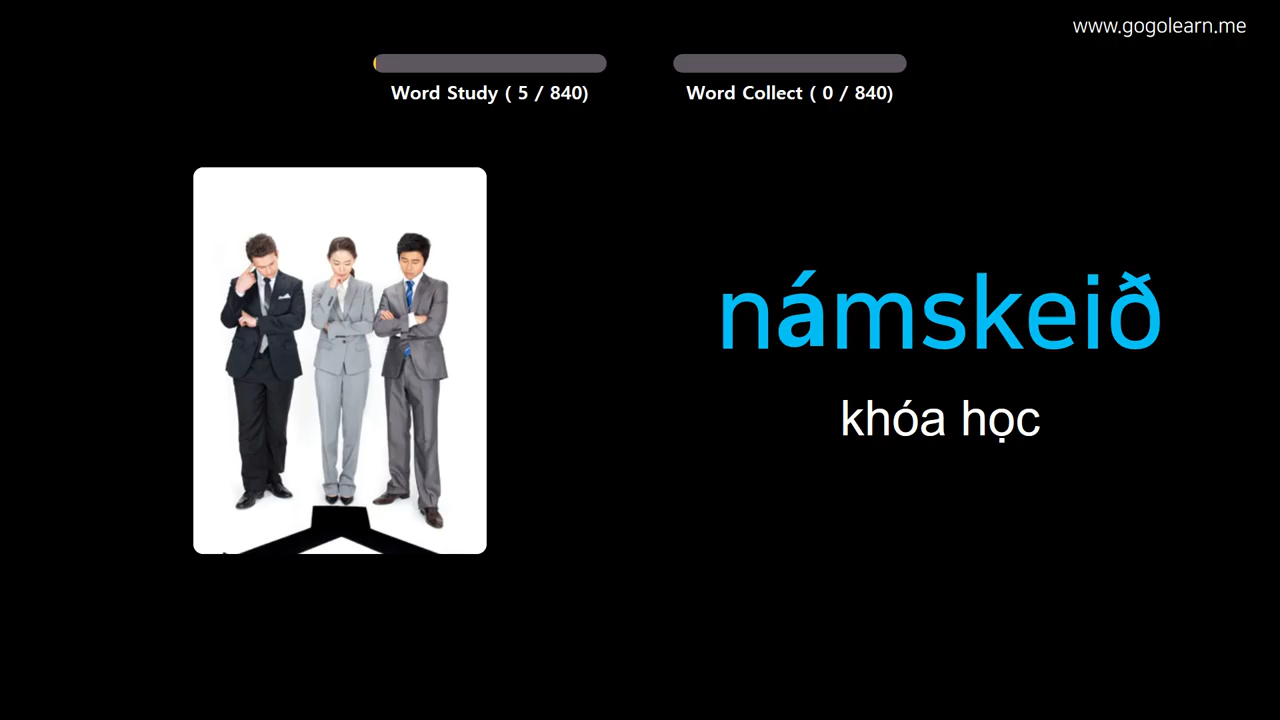 www.gogolearn.me
Word Study ( 5 / 840)
Word Collect ( 0 / 840)
námskeið
khóa học